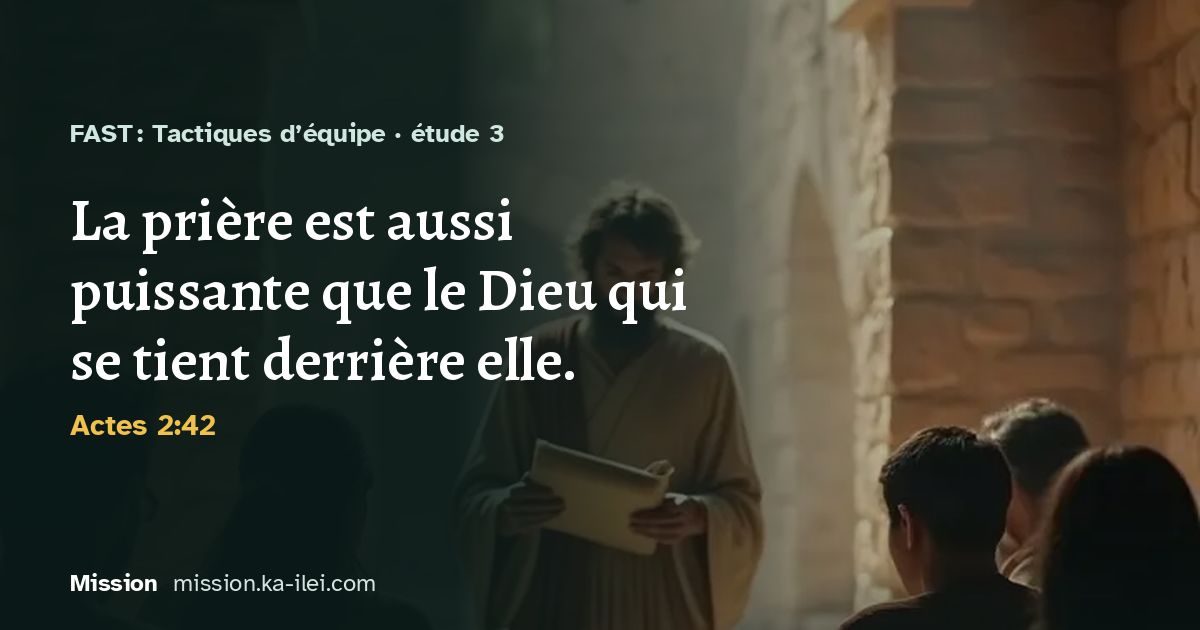 FAST : Tactiques d’équipe · étude 3
La prière est aussi
puissante que le Dieu qui
se tient derrière elle.
Actes 2:42
Mission mission.ka-ilei.com